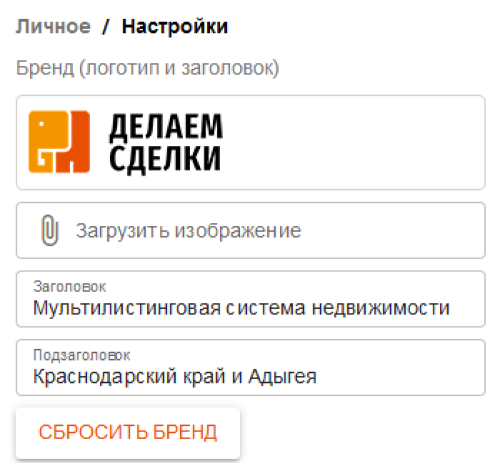 Личное / Настройки
Бренд (логотип и заголовок)
ДЕЛАЕМ
СДЕЛКИ
Загрузить изображение
Заголовок
Мультилистинговая система недвижимости
Подзаголовок
Краснодарский край и Адыгея
СБРОСИТЬ БРЕНД